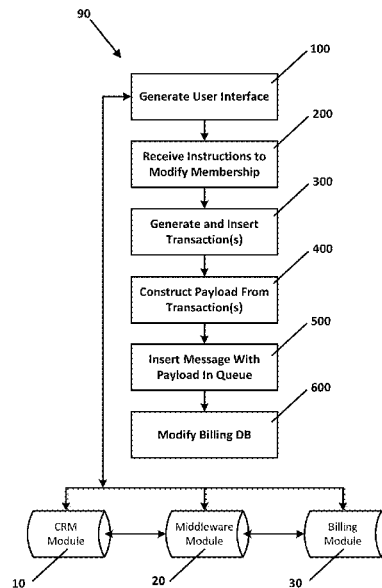 90
100
Generate User Interface
200
Receive Instructions to
Modify Membership
300
Generate and Insert
Transaction(s)
400
Construct Payload From
Transaction(s)
500
Insert Message With
Payload In Queue
600
Modify Billing DB
CRM
Module
Middleware
Module
Billing
Module
10
20
30